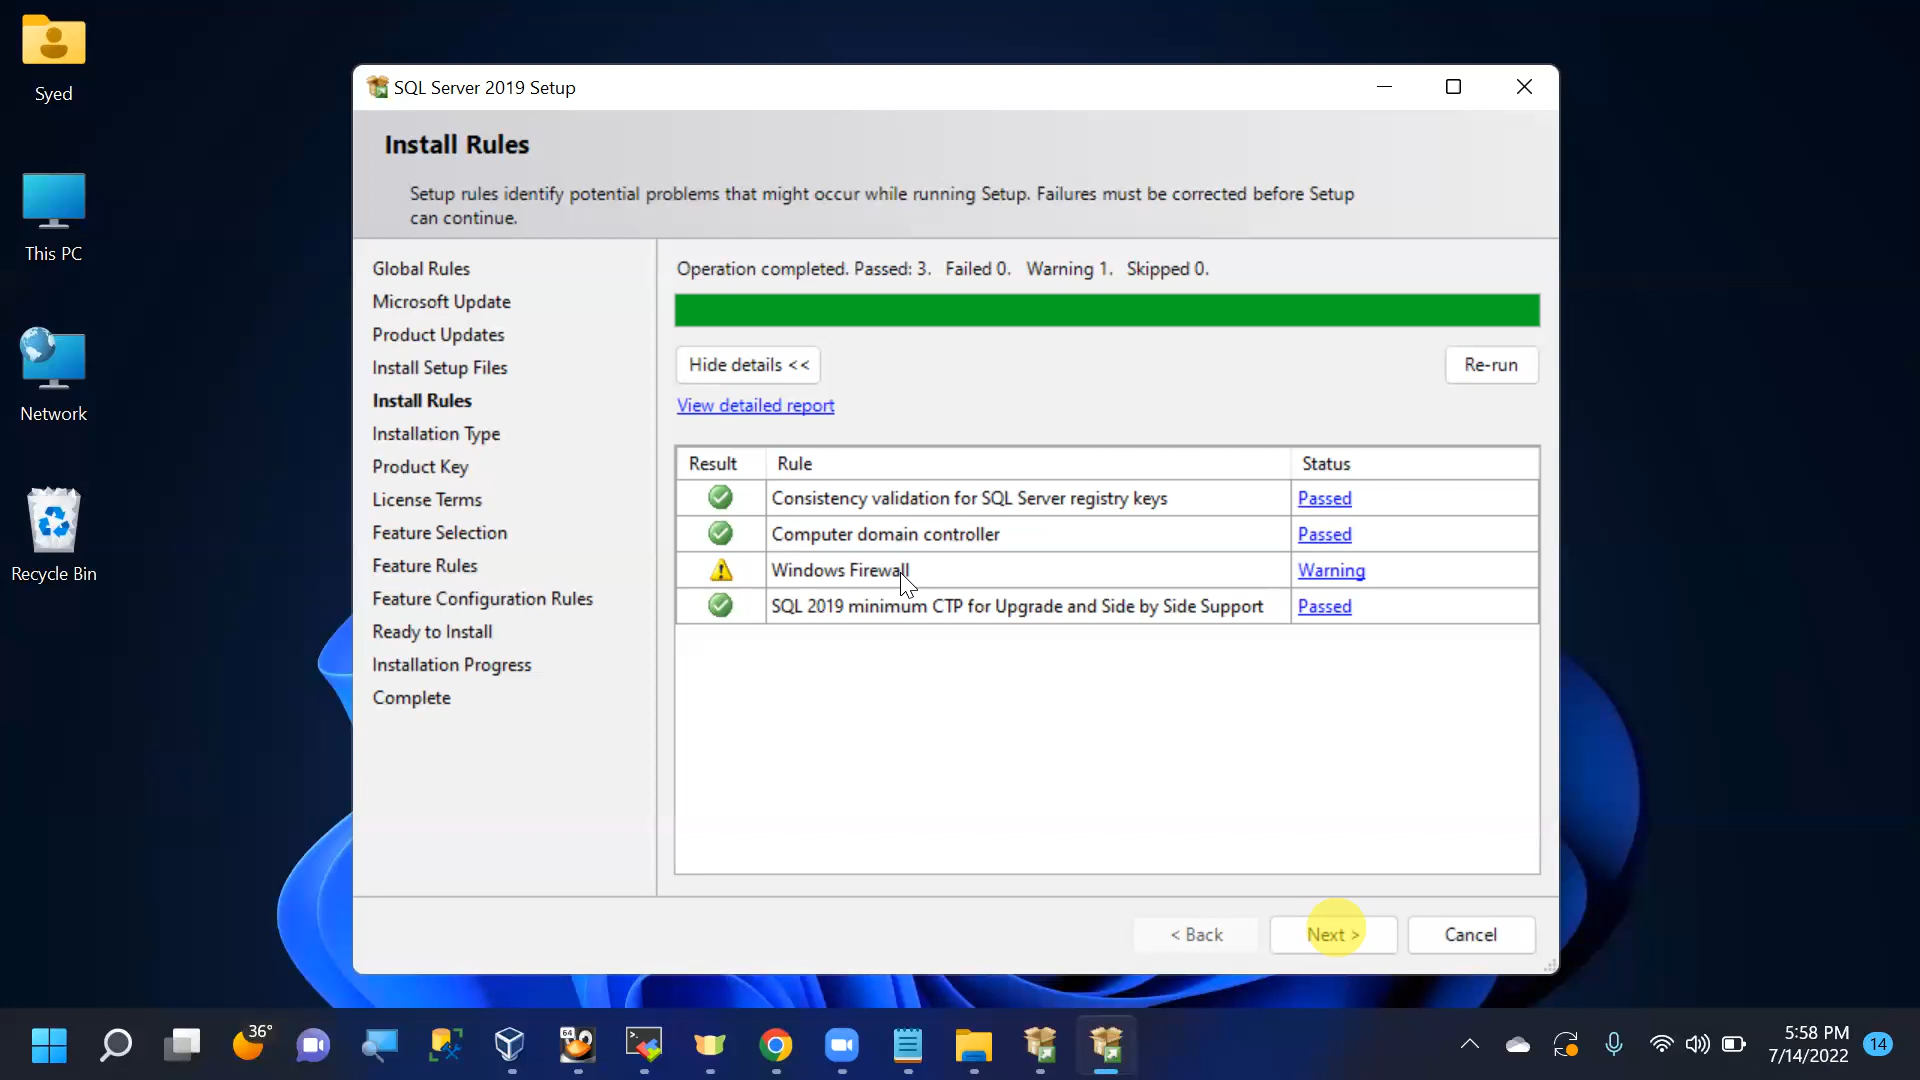 Syed
This PC
Network
Recycle Bin
SQL Server 2019 Setup
Install Rules
Setup rules identify potential problems that might occur while running Setup. Failures must be corrected before Setup
can continue.
Global Rules
Microsoft Update
Product Updates
Install Setup Files
Install Rules
Installation Type
Product Key
License Terms
Feature Selection
Feature Rules
Feature Configuration Rules
Ready to Install
Installation Progress
Complete
Operation completed. Passed: 3. Failed 0. Warning 1. Skipped 0.
Hide details <<
Re-run
View detailed report
Result Rule Status
Consistency validation for SQL Server registry keys Passed
Computer domain controller Passed
Windows Firewall Warning
SQL 2019 minimum CTP for Upgrade and Side by Side Support Passed
< Back
Next >
Cancel
36°
64
5:58 PM
7/14/2022
14